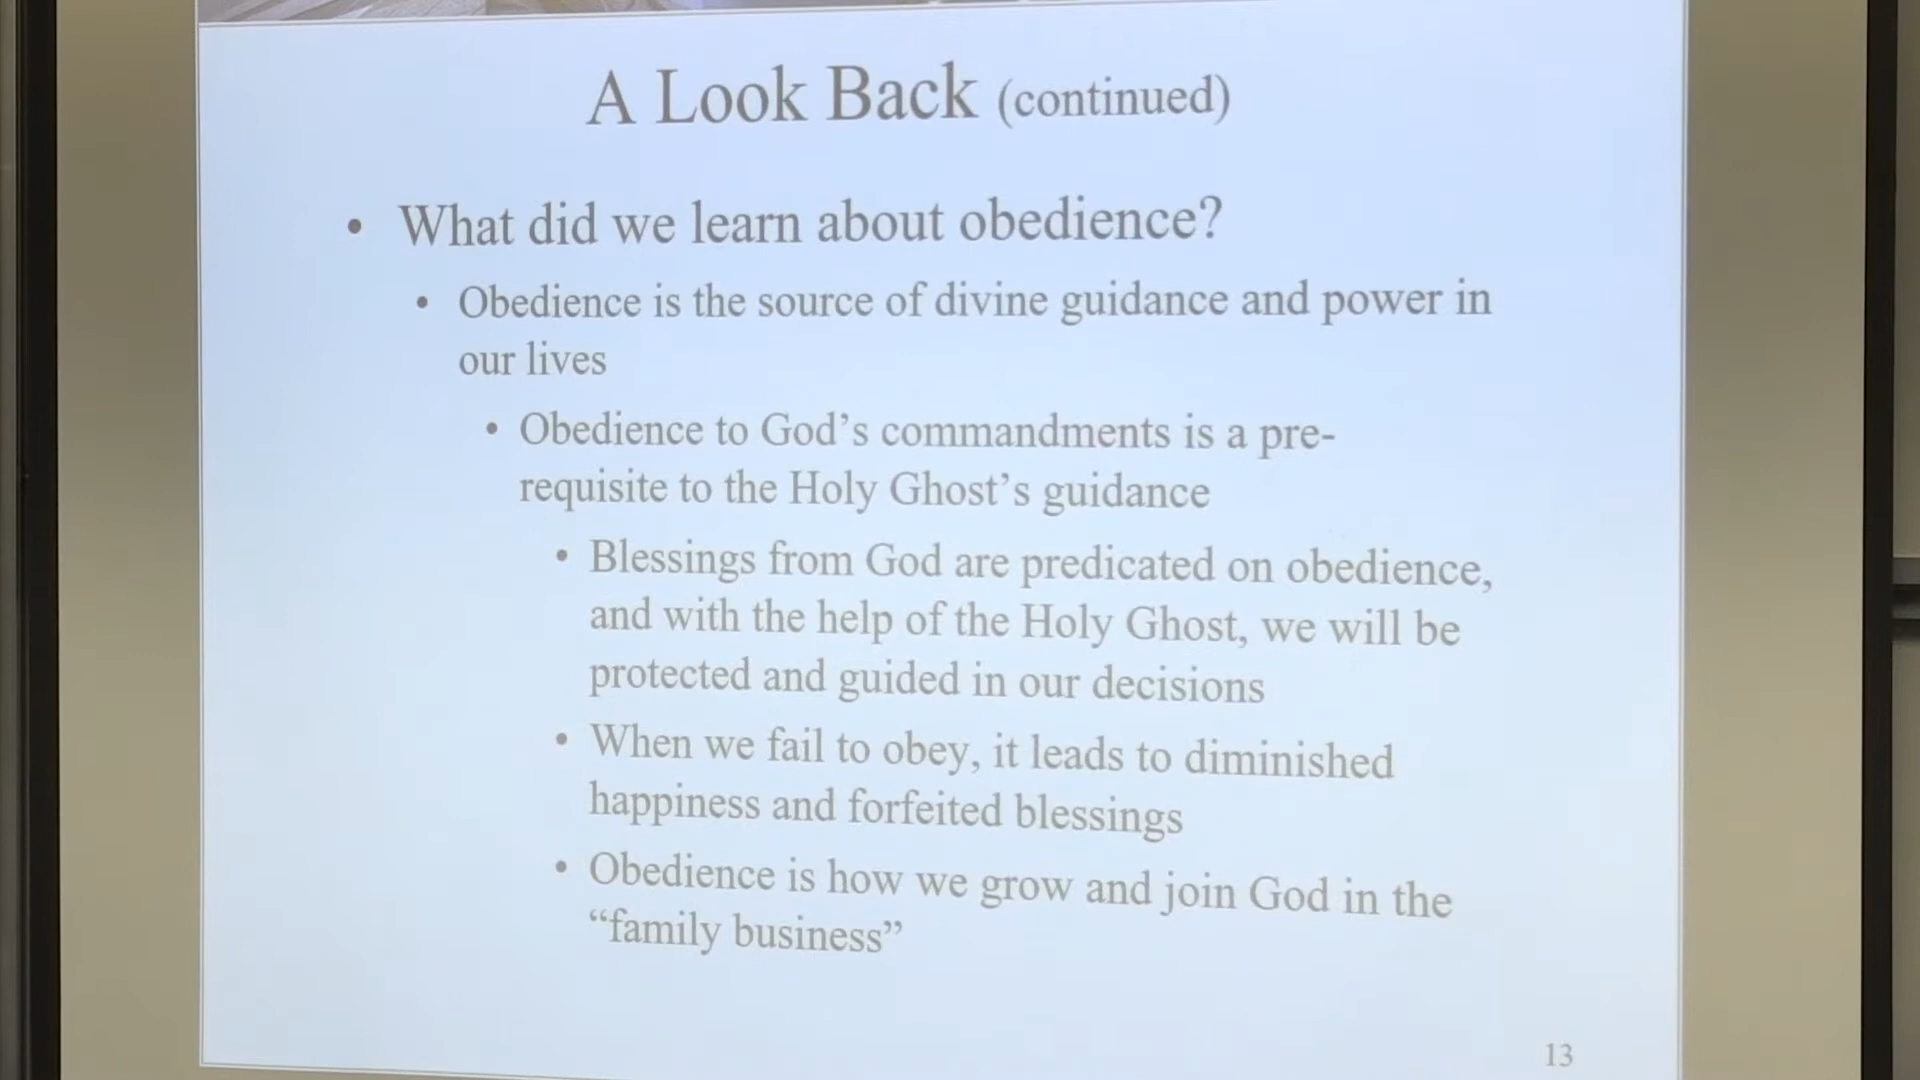 A Look Back (continued)
• What did we learn about obedience?
• Obedience is the source of divine guidance and power in
our lives
• Obedience to God’s commandments is a pre-
requisite to the Holy Ghost’s guidance
• Blessings from God are predicated on obedience,
and with the help of the Holy Ghost, we will be
protected and guided in our decisions
• When we fail to obey, it leads to diminished
happiness and forfeited blessings
• Obedience is how we grow and join God in the
“family business”
13